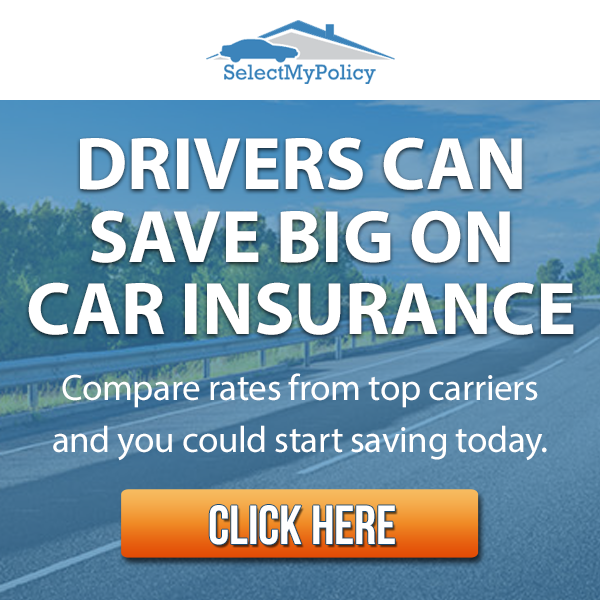 SelectMyPolicy
DRIVERS CAN
SAVE BIG ON
CAR INSURANCE
Compare rates from top carriers
and you could start saving today.
CLICK HERE